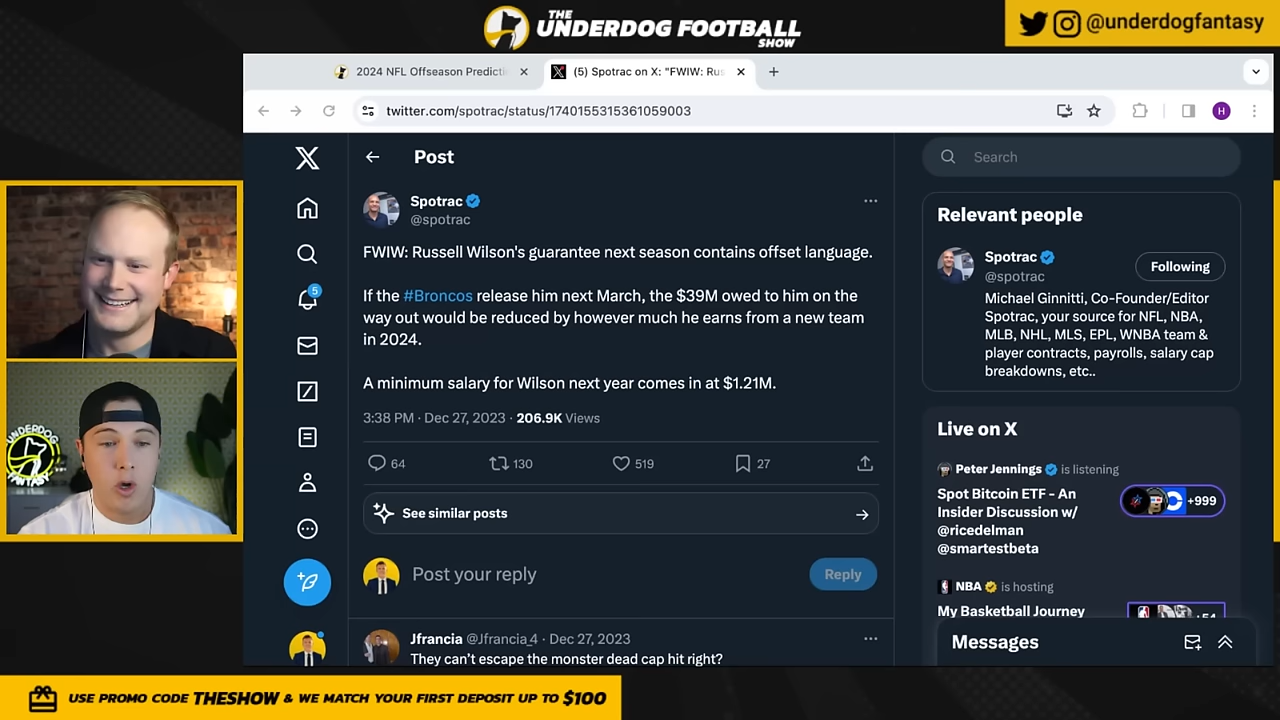 THE
UNDERDOG FOOTBALL
SHOW
@underdogfantasy
2024 NFL Offseason Predicti
(5) Spotrac on X: "FWIW: Rus
twitter.com/spotrac/status/1740155315361059003
H
Post
Search
Spotrac
@spotrac
FWIW: Russell Wilson's guarantee next season contains offset language.
If the #Broncos release him next March, the $39M owed to him on the
way out would be reduced by however much he earns from a new team
in 2024.
A minimum salary for Wilson next year comes in at $1.21M.
3:38 PM · Dec 27, 2023 · 206.9K Views
64
130
519
27
See similar posts
Post your reply
Reply
Jfrancia @Jfrancia_4 · Dec 27, 2023
They can't escape the monster dead cap hit right?
5
Relevant people
Spotrac
@spotrac
Following
Michael Ginnitti, Co-Founder/Editor
Spotrac, your source for NFL, NBA,
MLB, NHL, MLS, EPL, WNBA team &
player contracts, payrolls, salary cap
breakdowns, etc..
Live on X
Peter Jennings is listening
Spot Bitcoin ETF - An
Insider Discussion w/
@ricedelman
@smartestbeta
+999
NBA is hosting
My Basketball Journey
Messages
UNDERDOG
FANTASY
USE PROMO CODE THESHOW & WE MATCH YOUR FIRST DEPOSIT UP TO $100